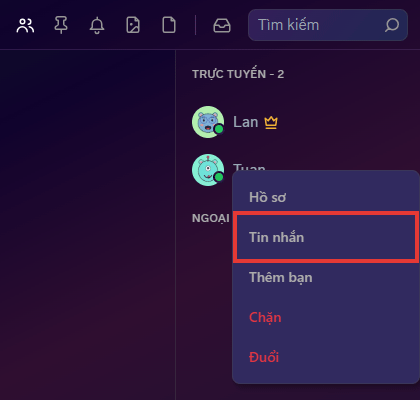 Tìm kiếm
TRỰC TUYẾN - 2
Lan
Tuan
NGOẠI
Hồ sơ
Tin nhắn
Thêm bạn
Chặn
Đuổi